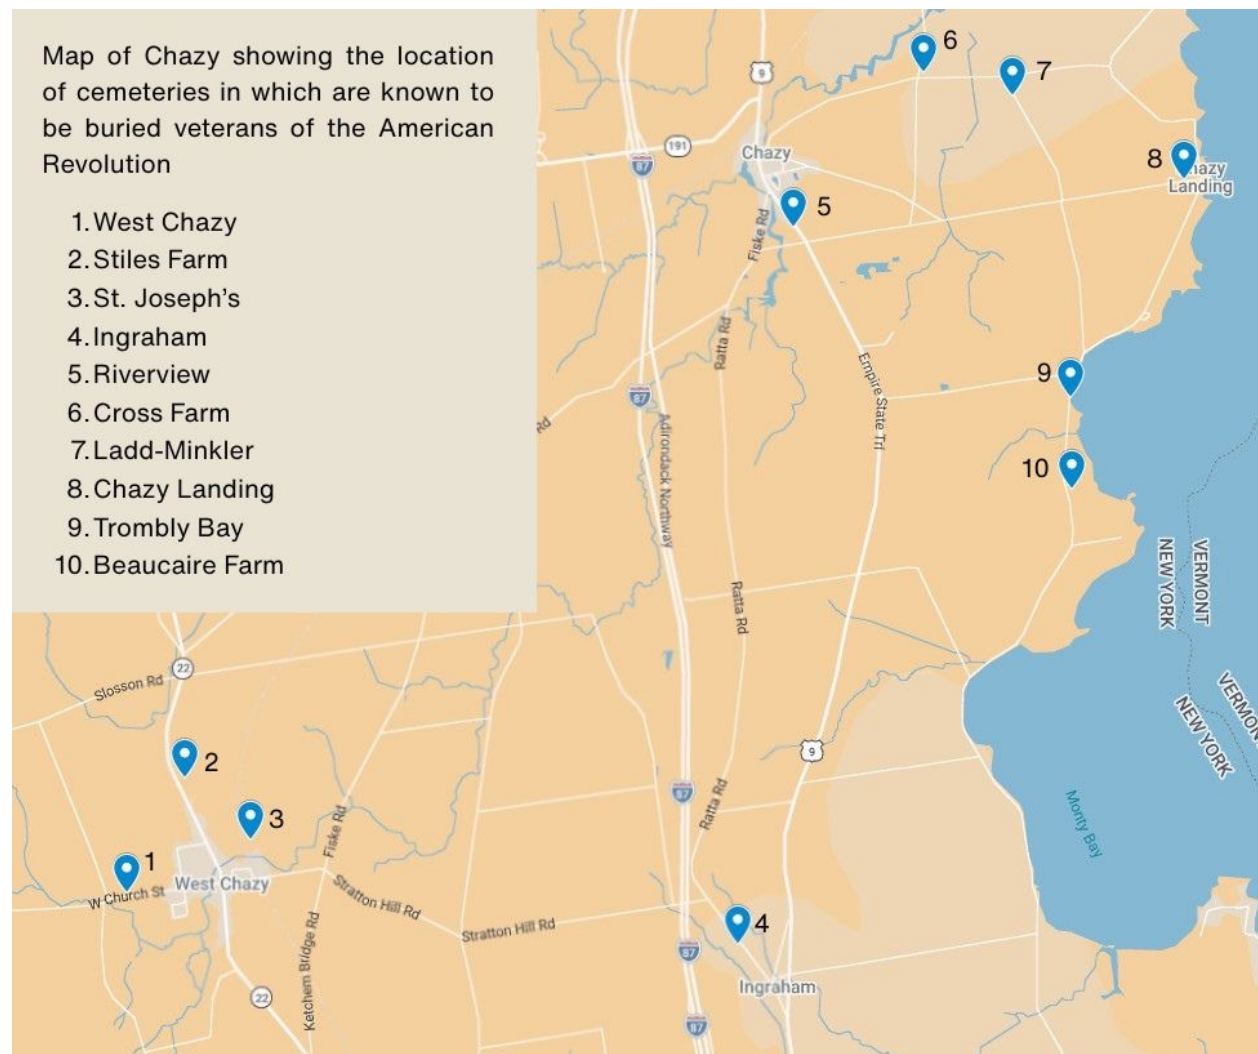 Map of Chazy showing the location
of cemeteries in which are known to
be buried veterans of the American
Revolution
1. West Chazy
2. Stiles Farm
3. St. Joseph's
4. Ingraham
5. Riverview
6. Cross Farm
7. Ladd-Minkler
8. Chazy Landing
9. Trombly Bay
10. Beaucaire Farm
6
9
7
191
Chazy
87
8
hazy
Landing
5
Fiske Rd
Ratta Rd
Empire State Trl
9
87
Rd
Adirondack Northway
10
VERMONT
NEW YORK
Ratta Rd
22
Slosson Rd
VERMON
NEW YORK
9
2
87
Monty Bay
Ratta Rd
3
Fiske Rd
1
West Chazy
W Church St
Stratton Hill Rd
Stratton Hill Rd
4
87
Ketchem Bridge Rd
Ingraham
22
87